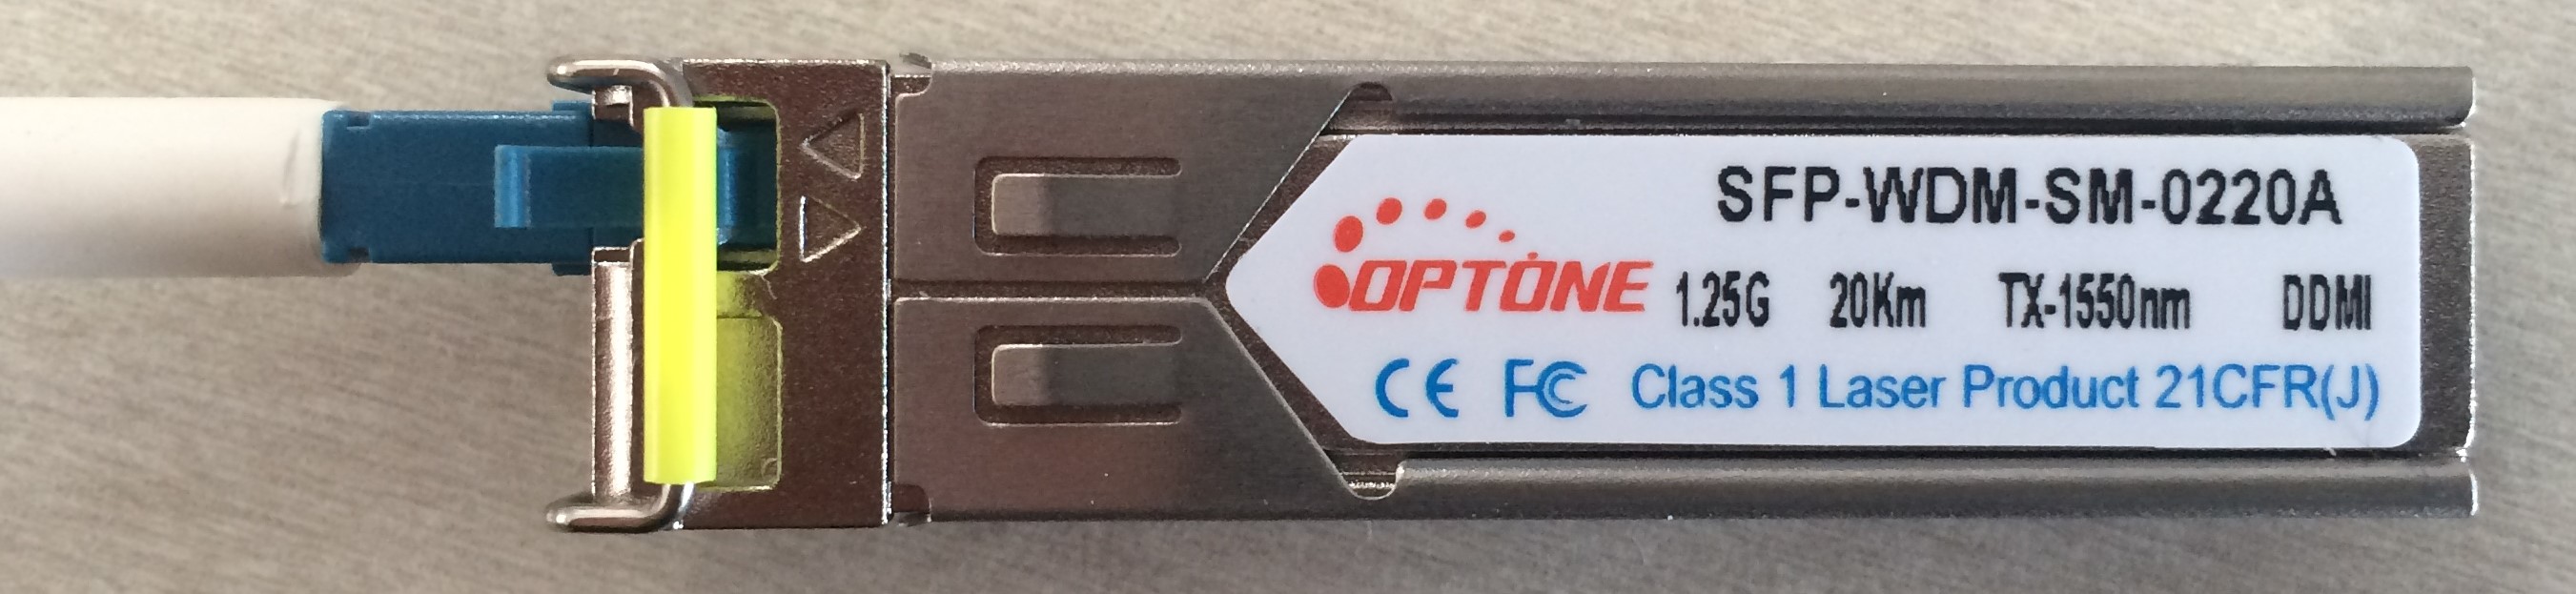 SFP-WDM-SM-0220A
OPTONE 1.25G 20Km TX-1550nm DDMI
CE FC Class 1 Laser Product 21CFR(J)